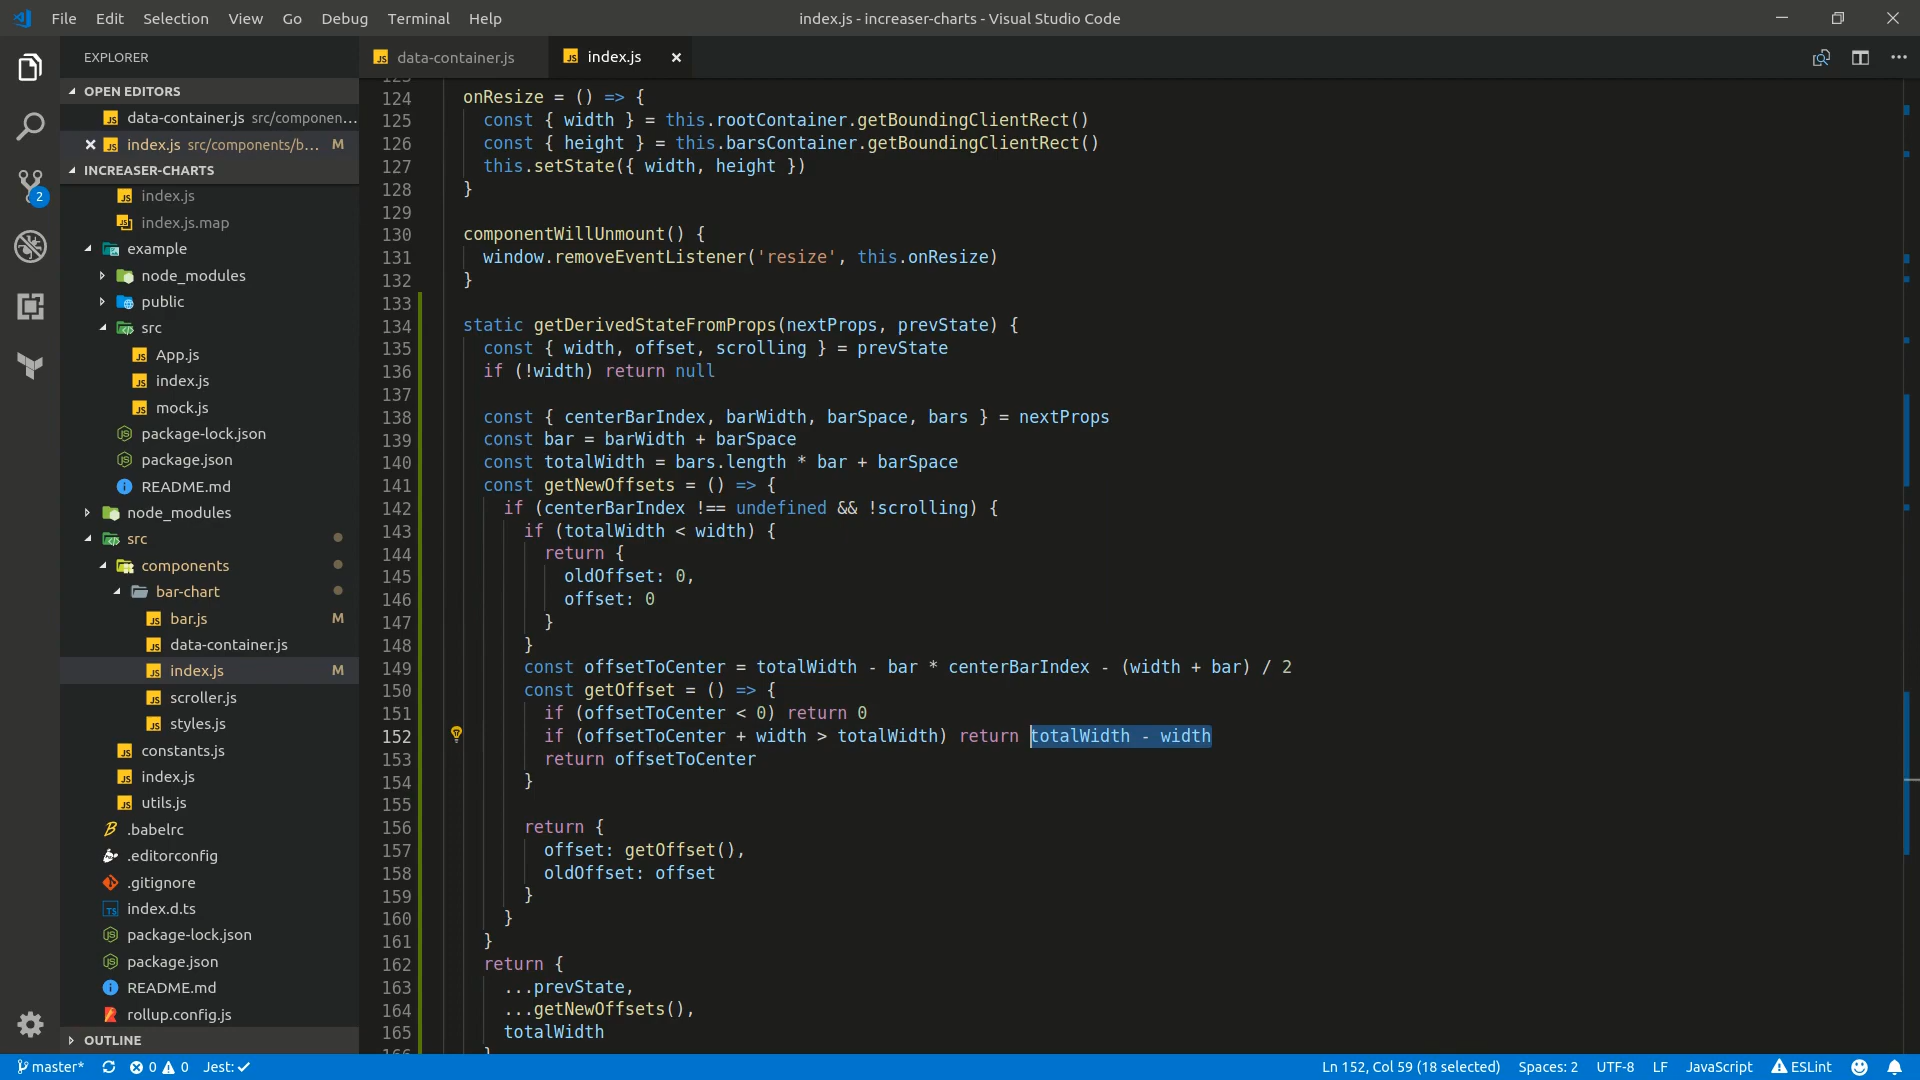 File Edit Selection View Go Debug Terminal Help
index.js - increaser-charts - Visual Studio Code
EXPLORER
OPEN EDITORS
data-container.js src/componen...
index.js src/components/b... M
INCREASER-CHARTS
index.js
index.js.map
example
node_modules
public
src
App.js
index.js
mock.js
package-lock.json
package.json
README.md
node_modules
src
components
bar-chart
bar.js M
data-container.js
index.js M
scroller.js
styles.js
constants.js
index.js
utils.js
.babelrc
.editorconfig
.gitignore
index.d.ts
package-lock.json
package.json
README.md
rollup.config.js
OUTLINE
2
data-container.js
index.js
124 onResize = () => {
125 const { width } = this.rootContainer.getBoundingClientRect()
126 const { height } = this.barsContainer.getBoundingClientRect()
127 this.setState({ width, height })
128 }
129
130 componentWillUnmount() {
131 window.removeEventListener('resize', this.onResize)
132 }
133
134 static getDerivedStateFromProps(nextProps, prevState) {
135 const { width, offset, scrolling } = prevState
136 if (!width) return null
137
138 const { centerBarIndex, barWidth, barSpace, bars } = nextProps
139 const bar = barWidth + barSpace
140 const totalWidth = bars.length * bar + barSpace
141 const getNewOffsets = () => {
142 if (centerBarIndex !== undefined && !scrolling) {
143 if (totalWidth < width) {
144 return {
145 oldOffset: 0,
146 offset: 0
147 }
148 }
149 const offsetToCenter = totalWidth - bar * centerBarIndex - (width + bar) / 2
150 const getOffset = () => {
151 if (offsetToCenter < 0) return 0
152 if (offsetToCenter + width > totalWidth) return totalWidth - width
153 return offsetToCenter
154 }
155
156 return {
157 offset: getOffset(),
158 oldOffset: offset
159 }
160 }
161 }
162 return {
163 ...prevState,
164 ...getNewOffsets(),
165 totalWidth
master* 0 0 Jest: Ln 152, Col 59 (18 selected) Spaces: 2 UTF-8 LF JavaScript ESLint